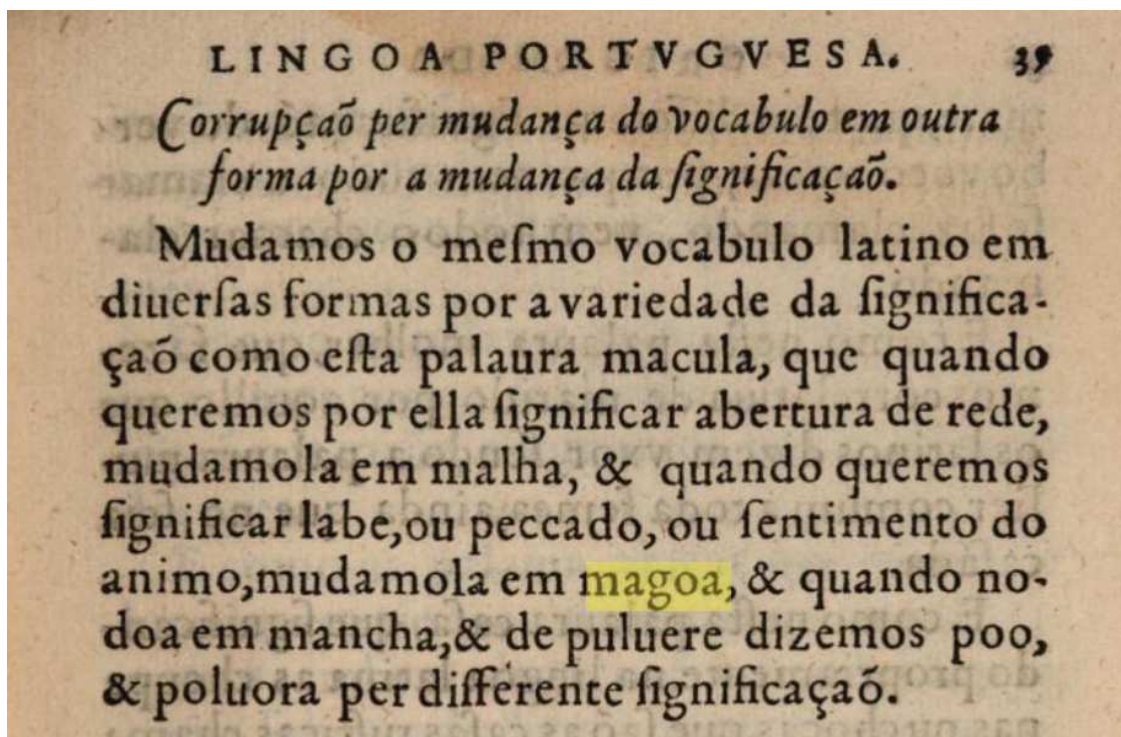 LINGOA PORTVGVESA. 39
Corrupçaõ per mudança do vocabulo em outra
forma por a mudança da ſignificaçaõ.
Mudamos o meſmo vocabulo latino em
diuerſas formas por a variedade da ſignifica-
çaõ como eſta palaura macula, que quando
queremos por ella ſignificar abertura de rede,
mudamola em malha, & quando queremos
ſignificar labe, ou peccado, ou ſentimento do
animo, mudamola em magoa, & quando no-
doa em mancha, & de puluere dizemos poo,
& poluora per differente ſignificaçaõ.